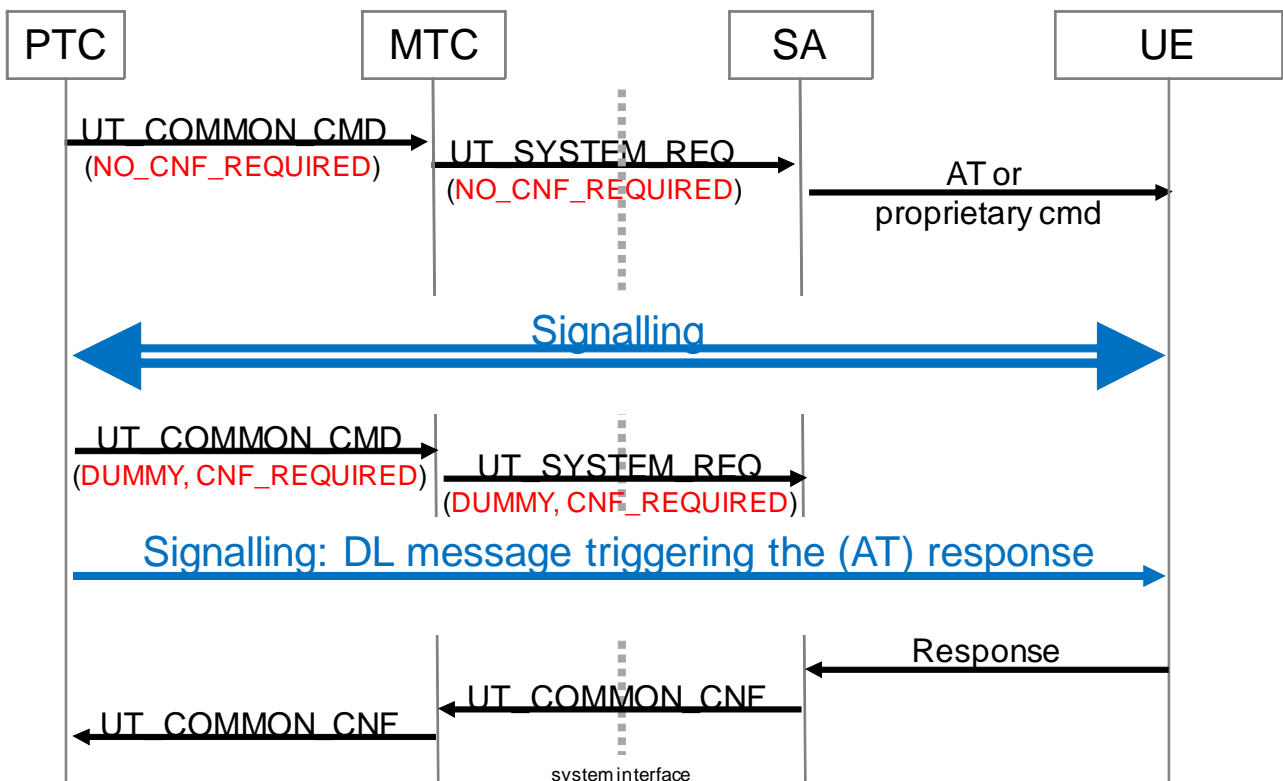 PTC
MTC
SA
UE
UT_COMMON_CMD
(NO_CNF_REQUIRED)
UT_SYSTEM_REQ
(NO_CNF_REQUIRED)
AT or
proprietary cmd
Signalling
UT_COMMON_CMD
(DUMMY, CNF_REQUIRED)
UT_SYSTEM_REQ
(DUMMY, CNF_REQUIRED)
Signalling: DL message triggering the (AT) response
Response
UT_COMMON_CNF
UT_COMMON_CNF
system interface